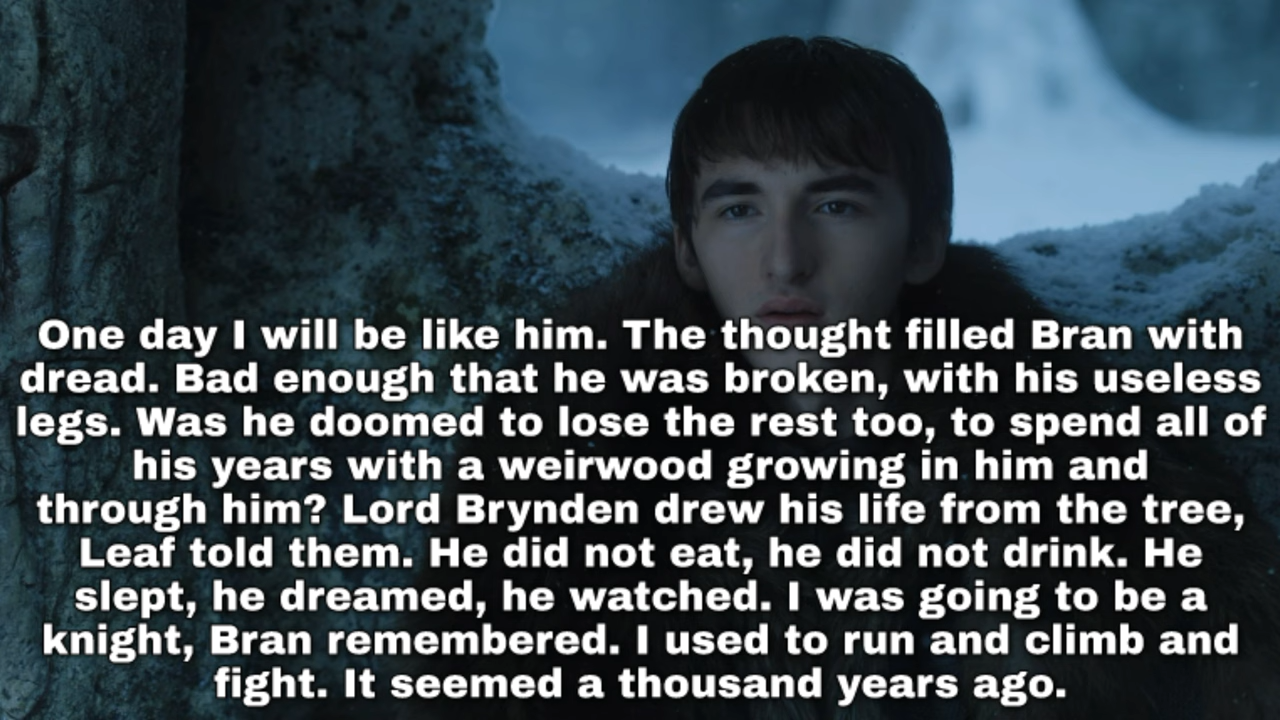 One day I will be like him. The thought filled Bran with
dread. Bad enough that he was broken, with his useless
legs. Was he doomed to lose the rest too, to spend all of
his years with a weirwood growing in him and
through him? Lord Brynden drew his life from the tree,
Leaf told them. He did not eat, he did not drink. He
slept, he dreamed, he watched. I was going to be a
knight, Bran remembered. I used to run and climb and
fight. It seemed a thousand years ago.